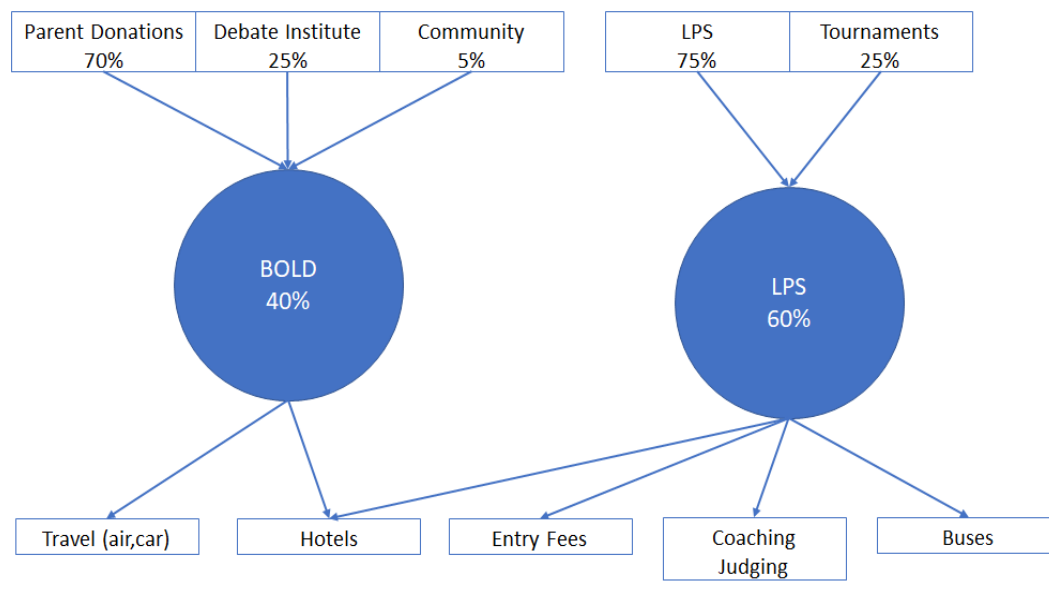 Parent Donations
70%
Debate Institute
25%
Community
5%
LPS
75%
Tournaments
25%
BOLD
40%
LPS
60%
Travel (air,car)
Hotels
Entry Fees
Coaching
Judging
Buses